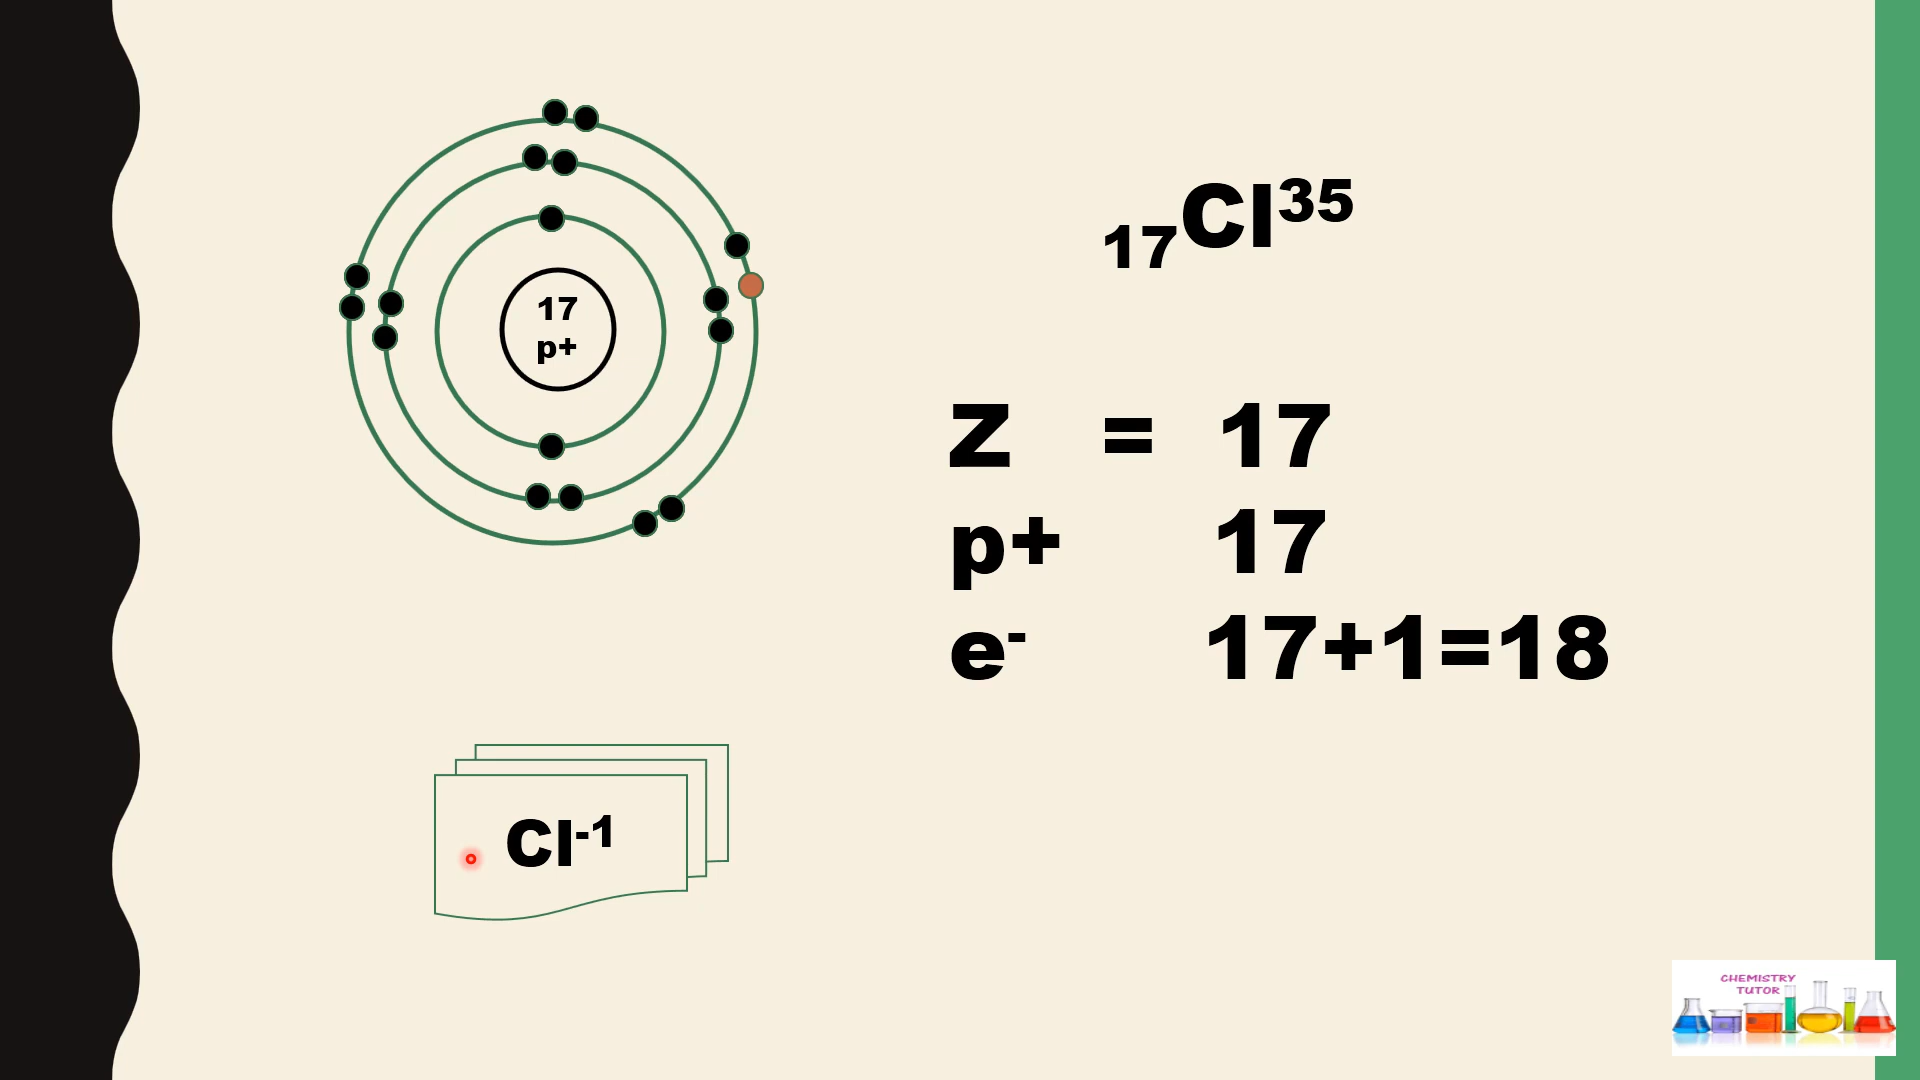 17
p+
₁₇Cl³⁵
Z = 17
p+ 17
e⁻ 17+1=18
Cl⁻¹
CHEMISTRY
TUTOR